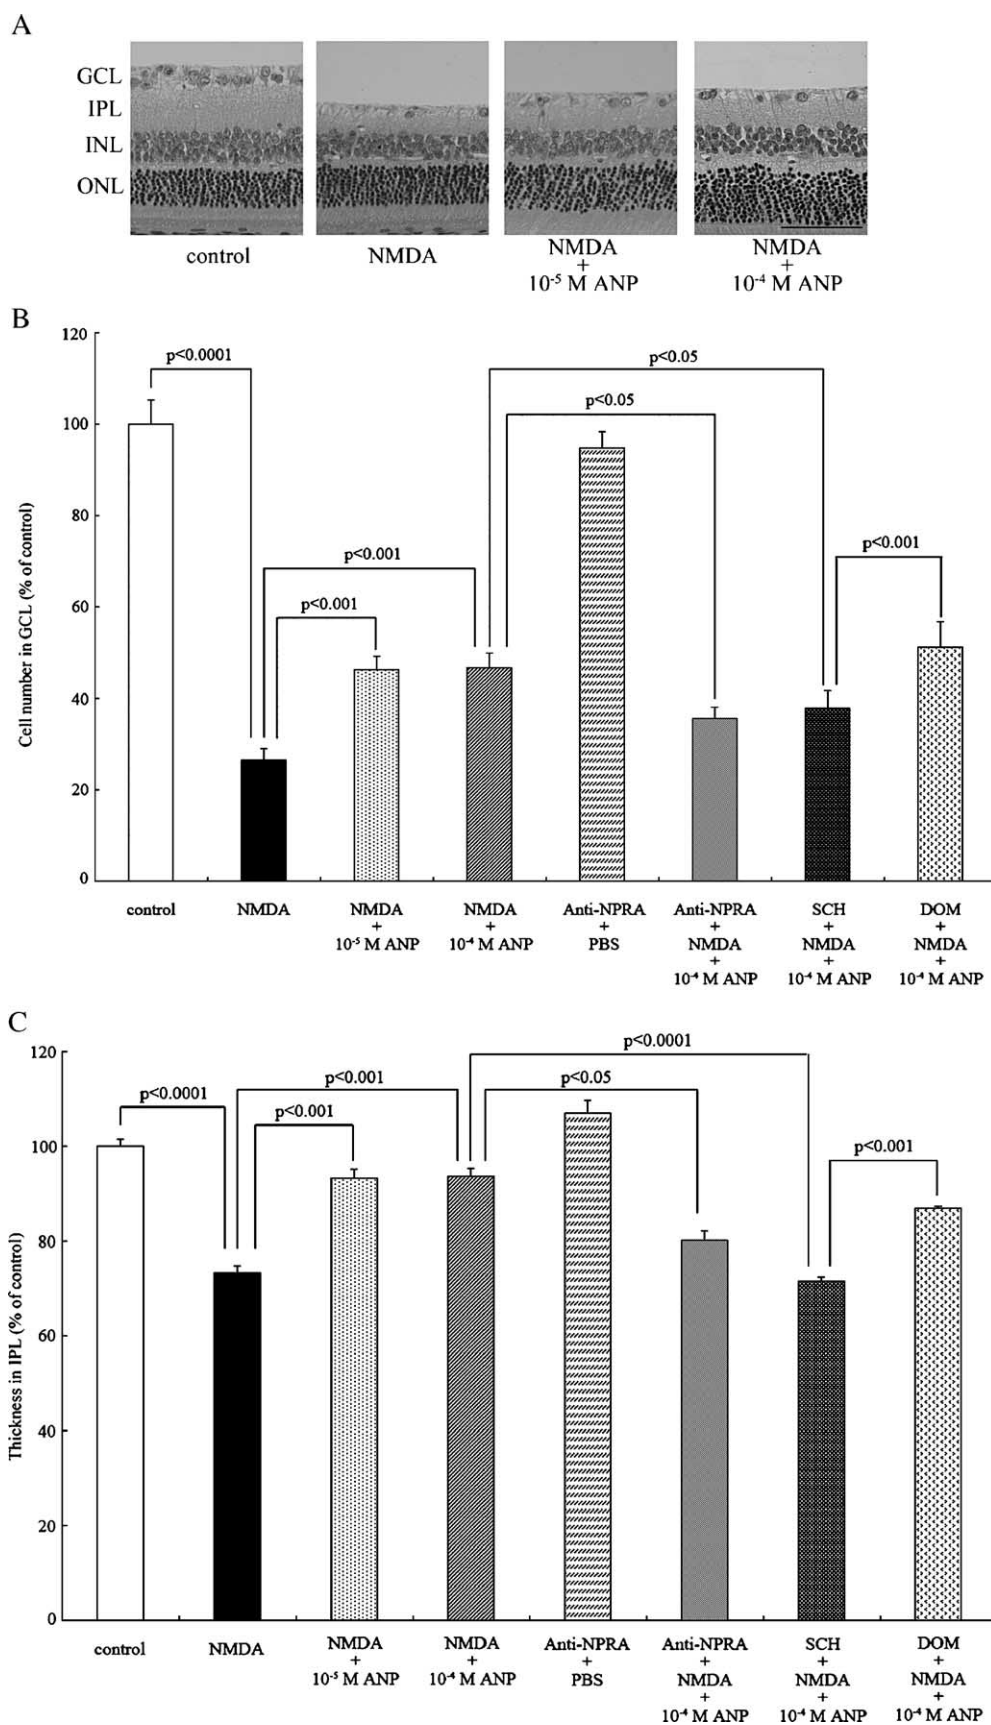 A
GCL
IPL
INL
ONL
control
NMDA
NMDA
+
10⁻⁵ M ANP
NMDA
+
10⁻⁴ M ANP
B
120
100
80
60
40
20
0
Cell number in GCL (% of control)
p<0.0001
p<0.05
p<0.05
p<0.001
p<0.001
p<0.001
control
NMDA
NMDA
+
10⁻⁵ M ANP
NMDA
+
10⁻⁴ M ANP
Anti-NPRA
+
PBS
Anti-NPRA
+
NMDA
+
10⁻⁴ M ANP
SCH
+
NMDA
+
10⁻⁴ M ANP
DOM
+
NMDA
+
10⁻⁴ M ANP
C
120
100
80
60
40
20
0
Thickness in IPL (% of control)
p<0.0001
p<0.05
p<0.001
p<0.0001
p<0.001
p<0.001
control
NMDA
NMDA
+
10⁻⁵ M ANP
NMDA
+
10⁻⁴ M ANP
Anti-NPRA
+
PBS
Anti-NPRA
+
NMDA
+
10⁻⁴ M ANP
SCH
+
NMDA
+
10⁻⁴ M ANP
DOM
+
NMDA
+
10⁻⁴ M ANP